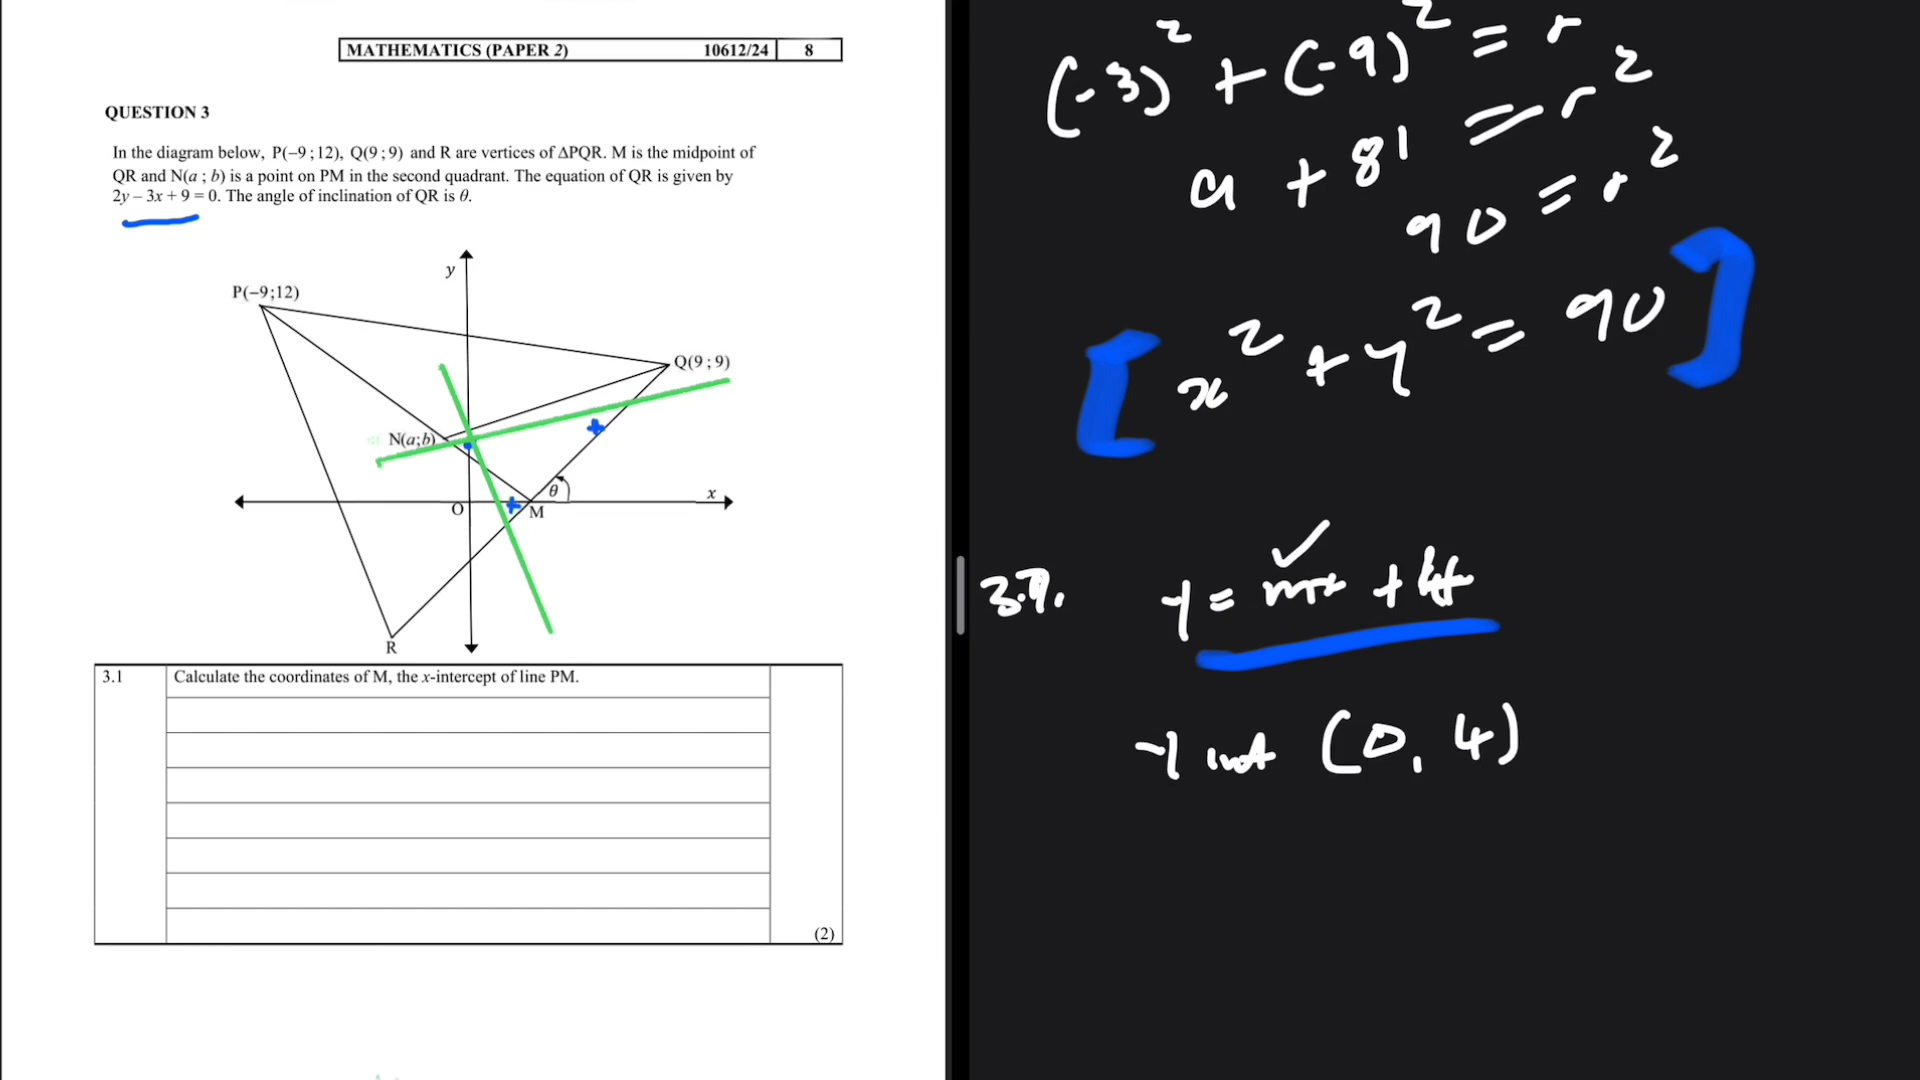 MATHEMATICS (PAPER 2) 10612/24 8
QUESTION 3
In the diagram below, P(–9 ; 12), Q(9 ; 9) and R are vertices of ΔPQR. M is the midpoint of
QR and N(a ; b) is a point on PM in the second quadrant. The equation of QR is given by
2y – 3x + 9 = 0. The angle of inclination of QR is θ.
y
P(–9;12)
Q(9 ; 9)
N(a;b)
θ
x
O
M
R
3.1 Calculate the coordinates of M, the x-intercept of line PM.
(2)
(-3)² + (-9)² = r
9 + 81 = r²
90 = r²
[x² + y² = 90]
3.7. y = mx + 4
y int (0, 4)